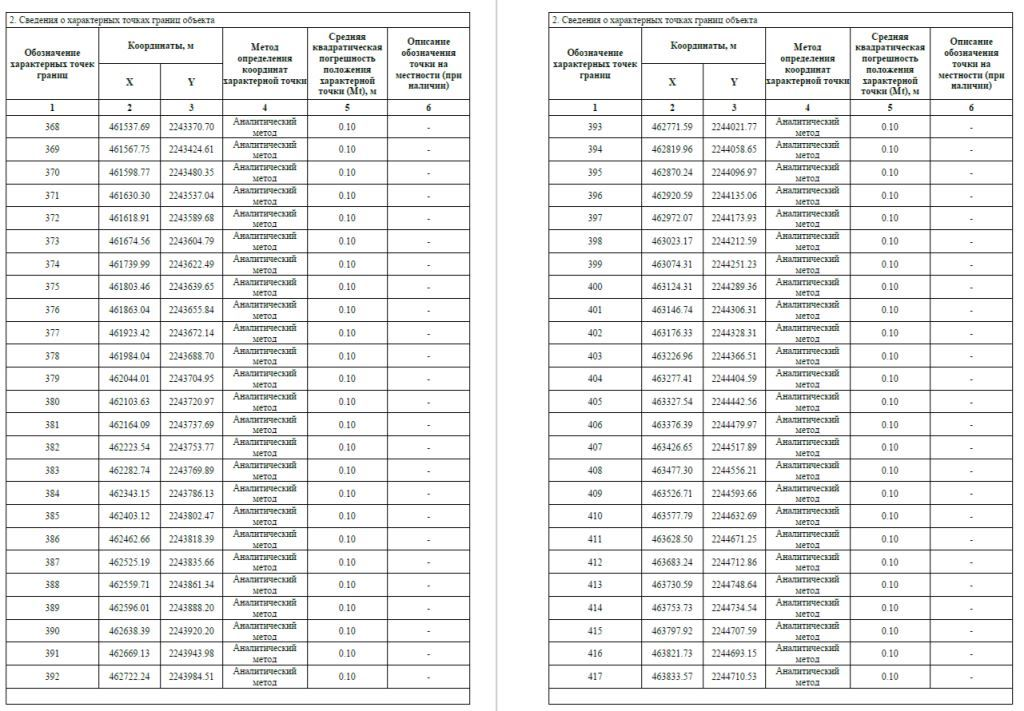 2. Сведения о характерных точках границ объекта
Обозначение характерных точек границ | Координаты, м | Метод определения координат характерной точки | Средняя квадратическая погрешность положения характерной точки (Mt), м | Описание обозначения точки на местности (при наличии)
X | Y
1 | 2 | 3 | 4 | 5 | 6
368 | 461537.69 | 2243370.70 | Аналитический метод | 0.10 | -
369 | 461567.75 | 2243424.61 | Аналитический метод | 0.10 | -
370 | 461598.77 | 2243480.35 | Аналитический метод | 0.10 | -
371 | 461630.30 | 2243537.04 | Аналитический метод | 0.10 | -
372 | 461618.91 | 2243589.68 | Аналитический метод | 0.10 | -
373 | 461674.56 | 2243604.79 | Аналитический метод | 0.10 | -
374 | 461739.99 | 2243622.49 | Аналитический метод | 0.10 | -
375 | 461803.46 | 2243639.65 | Аналитический метод | 0.10 | -
376 | 461863.04 | 2243655.84 | Аналитический метод | 0.10 | -
377 | 461923.42 | 2243672.14 | Аналитический метод | 0.10 | -
378 | 461984.04 | 2243688.70 | Аналитический метод | 0.10 | -
379 | 462044.01 | 2243704.95 | Аналитический метод | 0.10 | -
380 | 462103.63 | 2243720.97 | Аналитический метод | 0.10 | -
381 | 462164.09 | 2243737.69 | Аналитический метод | 0.10 | -
382 | 462223.54 | 2243753.77 | Аналитический метод | 0.10 | -
383 | 462282.74 | 2243769.89 | Аналитический метод | 0.10 | -
384 | 462343.15 | 2243786.13 | Аналитический метод | 0.10 | -
385 | 462403.12 | 2243802.47 | Аналитический метод | 0.10 | -
386 | 462462.66 | 2243818.39 | Аналитический метод | 0.10 | -
387 | 462525.19 | 2243835.66 | Аналитический метод | 0.10 | -
388 | 462559.71 | 2243861.34 | Аналитический метод | 0.10 | -
389 | 462596.01 | 2243888.20 | Аналитический метод | 0.10 | -
390 | 462638.39 | 2243920.20 | Аналитический метод | 0.10 | -
391 | 462669.13 | 2243943.98 | Аналитический метод | 0.10 | -
392 | 462722.24 | 2243984.51 | Аналитический метод | 0.10 | -
2. Сведения о характерных точках границ объекта
Обозначение характерных точек границ | Координаты, м | Метод определения координат характерной точки | Средняя квадратическая погрешность положения характерной точки (Mt), м | Описание обозначения точки на местности (при наличии)
X | Y
1 | 2 | 3 | 4 | 5 | 6
393 | 462771.59 | 2244021.77 | Аналитический метод | 0.10 | -
394 | 462819.96 | 2244058.65 | Аналитический метод | 0.10 | -
395 | 462870.24 | 2244096.97 | Аналитический метод | 0.10 | -
396 | 462920.59 | 2244135.06 | Аналитический метод | 0.10 | -
397 | 462972.07 | 2244173.93 | Аналитический метод | 0.10 | -
398 | 463023.17 | 2244212.59 | Аналитический метод | 0.10 | -
399 | 463074.31 | 2244251.23 | Аналитический метод | 0.10 | -
400 | 463124.31 | 2244289.36 | Аналитический метод | 0.10 | -
401 | 463146.74 | 2244306.31 | Аналитический метод | 0.10 | -
402 | 463176.33 | 2244328.31 | Аналитический метод | 0.10 | -
403 | 463226.96 | 2244366.51 | Аналитический метод | 0.10 | -
404 | 463277.41 | 2244404.59 | Аналитический метод | 0.10 | -
405 | 463327.54 | 2244442.56 | Аналитический метод | 0.10 | -
406 | 463376.39 | 2244479.97 | Аналитический метод | 0.10 | -
407 | 463426.65 | 2244517.89 | Аналитический метод | 0.10 | -
408 | 463477.30 | 2244556.21 | Аналитический метод | 0.10 | -
409 | 463526.71 | 2244593.66 | Аналитический метод | 0.10 | -
410 | 463577.79 | 2244632.69 | Аналитический метод | 0.10 | -
411 | 463628.50 | 2244671.25 | Аналитический метод | 0.10 | -
412 | 463683.24 | 2244712.86 | Аналитический метод | 0.10 | -
413 | 463730.59 | 2244748.64 | Аналитический метод | 0.10 | -
414 | 463753.73 | 2244734.54 | Аналитический метод | 0.10 | -
415 | 463797.92 | 2244707.59 | Аналитический метод | 0.10 | -
416 | 463821.73 | 2244693.15 | Аналитический метод | 0.10 | -
417 | 463833.57 | 2244710.53 | Аналитический метод | 0.10 | -